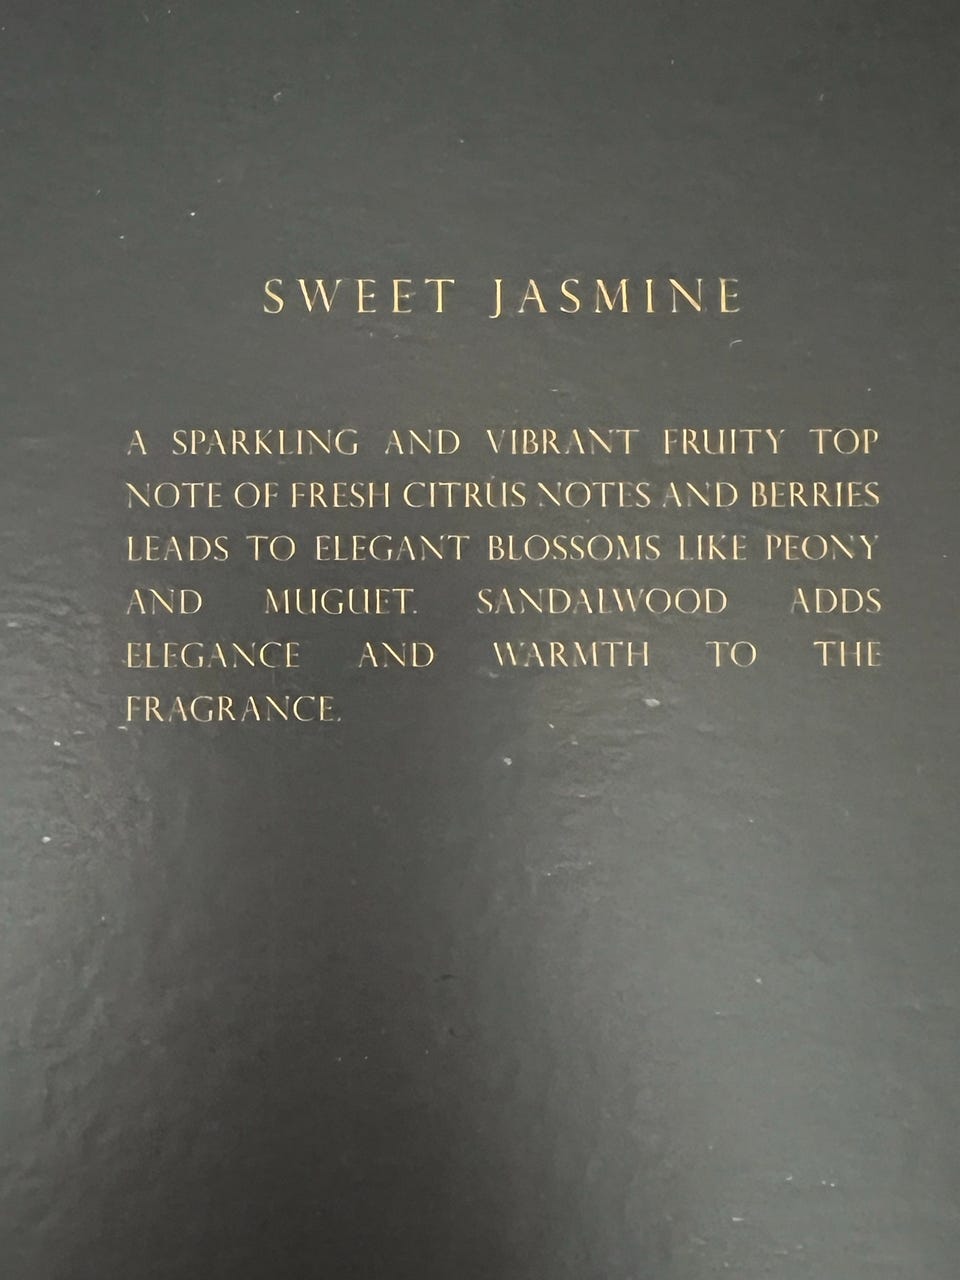 SWEET JASMINE
A SPARKLING AND VIBRANT FRUITY TOP
NOTE OF FRESH CITRUS NOTES AND BERRIES
LEADS TO ELEGANT BLOSSOMS LIKE PEONY
AND MUGUET. SANDALWOOD ADDS
ELEGANCE AND WARMTH TO THE
FRAGRANCE.